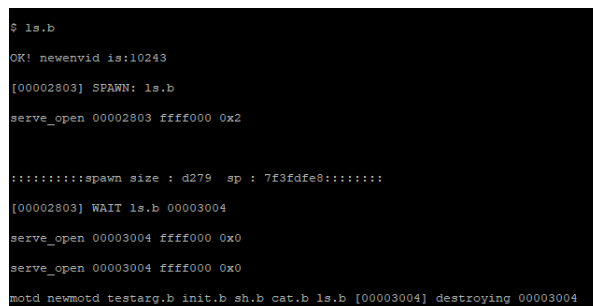 $ ls.b
OK! newenvid is:10243
[00002803] SPAWN: ls.b
serve_open 00002803 ffff000 0x2
::::::::::spawn size : d279 sp : 7f3fdfe8::::::::
[00002803] WAIT ls.b 00003004
serve_open 00003004 ffff000 0x0
serve_open 00003004 ffff000 0x0
motd newmotd testarg.b init.b sh.b cat.b ls.b [00003004] destroying 00003004